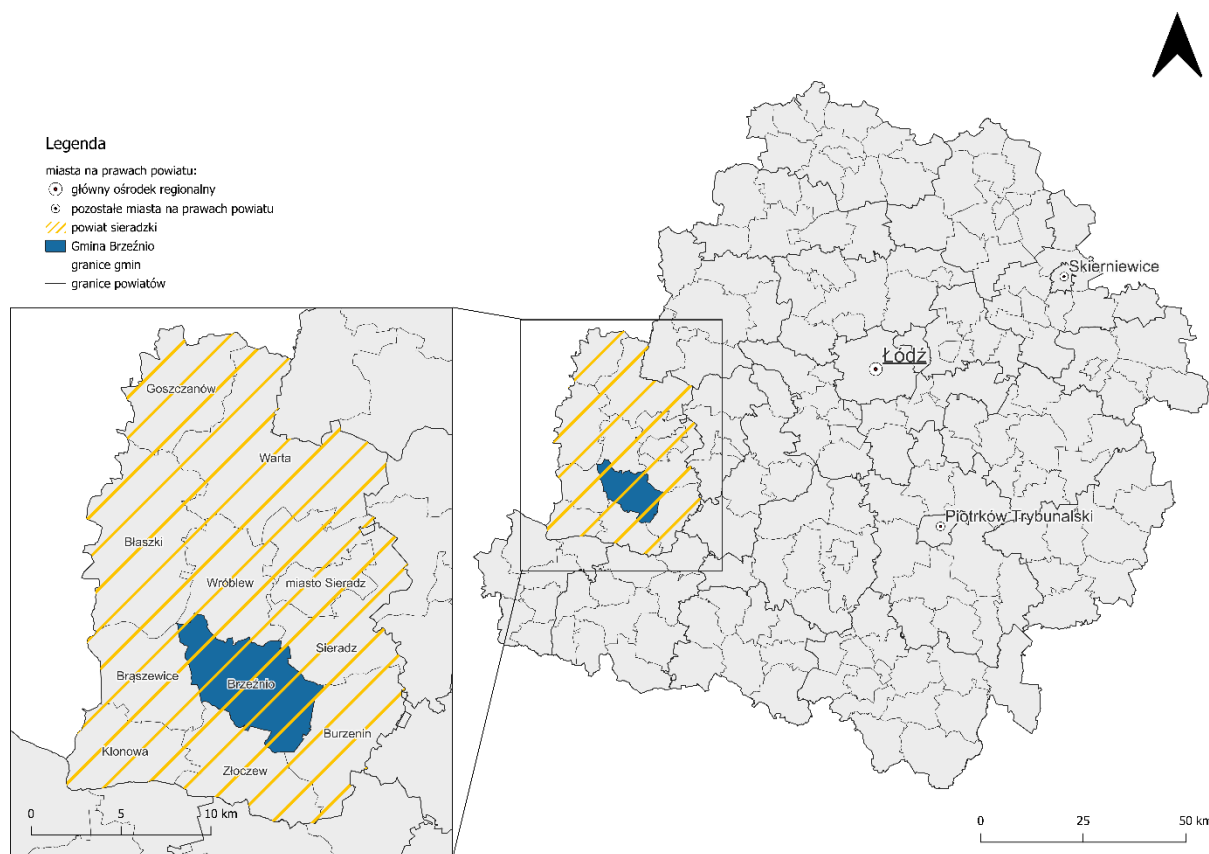 Legenda
miasta na prawach powiatu:
główny ośrodek regionalny
pozostałe miasta na prawach powiatu
powiat sieradzki
Gmina Brzeźnio
granice gmin
granice powiatów
Goszczanów
Warta
Błaszki
Wróblew
miasto Sieradz
Sieradz
Brąszewice
Brzeźnio
Burzenin
Klonowa
Złoczew
0 5 10 km
Skierniewice
Łódź
Piotrków Trybunalski
0 25 50 km